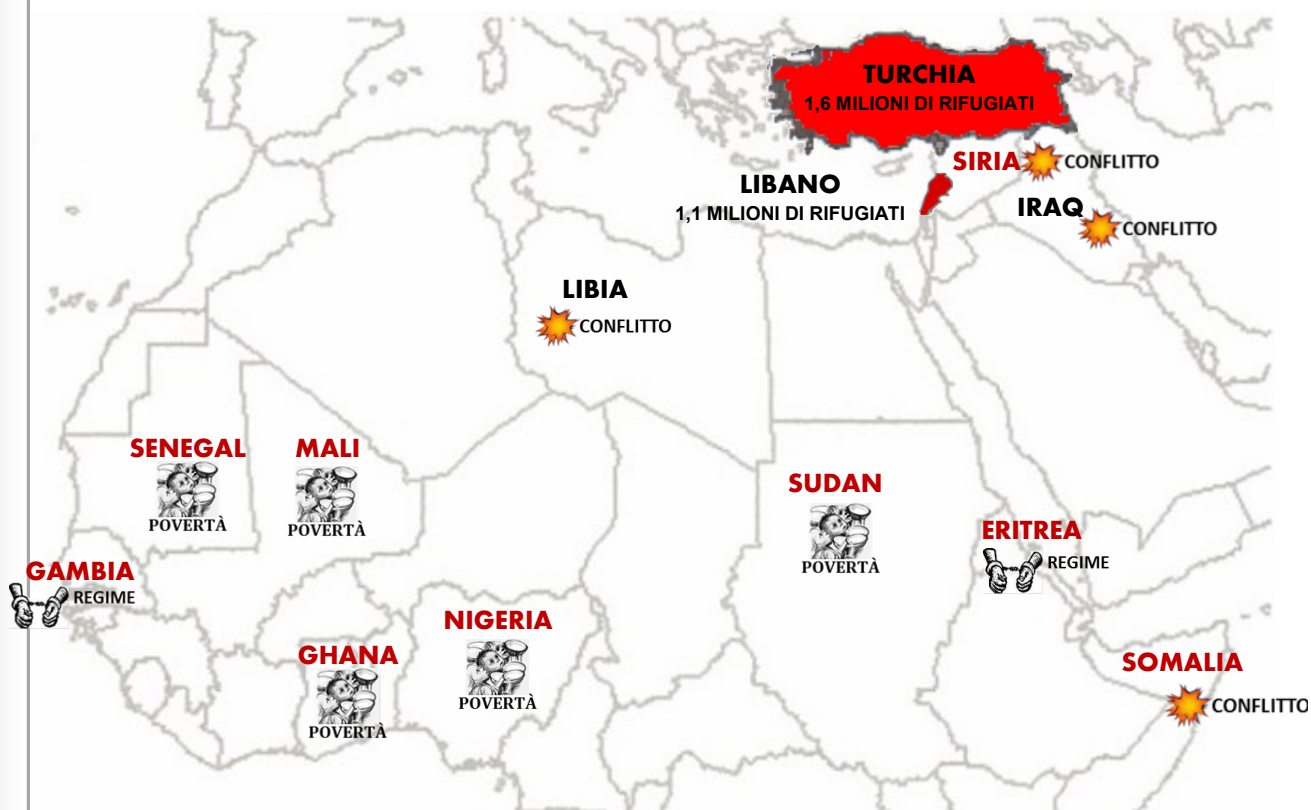 TURCHIA
1,6 MILIONI DI RIFUGIATI
SIRIA
CONFLITTO
LIBANO
1,1 MILIONI DI RIFUGIATI
IRAQ
CONFLITTO
LIBIA
CONFLITTO
SENEGAL
POVERTÀ
MALI
POVERTÀ
SUDAN
POVERTÀ
ERITREA
REGIME
GAMBIA
REGIME
NIGERIA
POVERTÀ
GHANA
POVERTÀ
SOMALIA
CONFLITTO